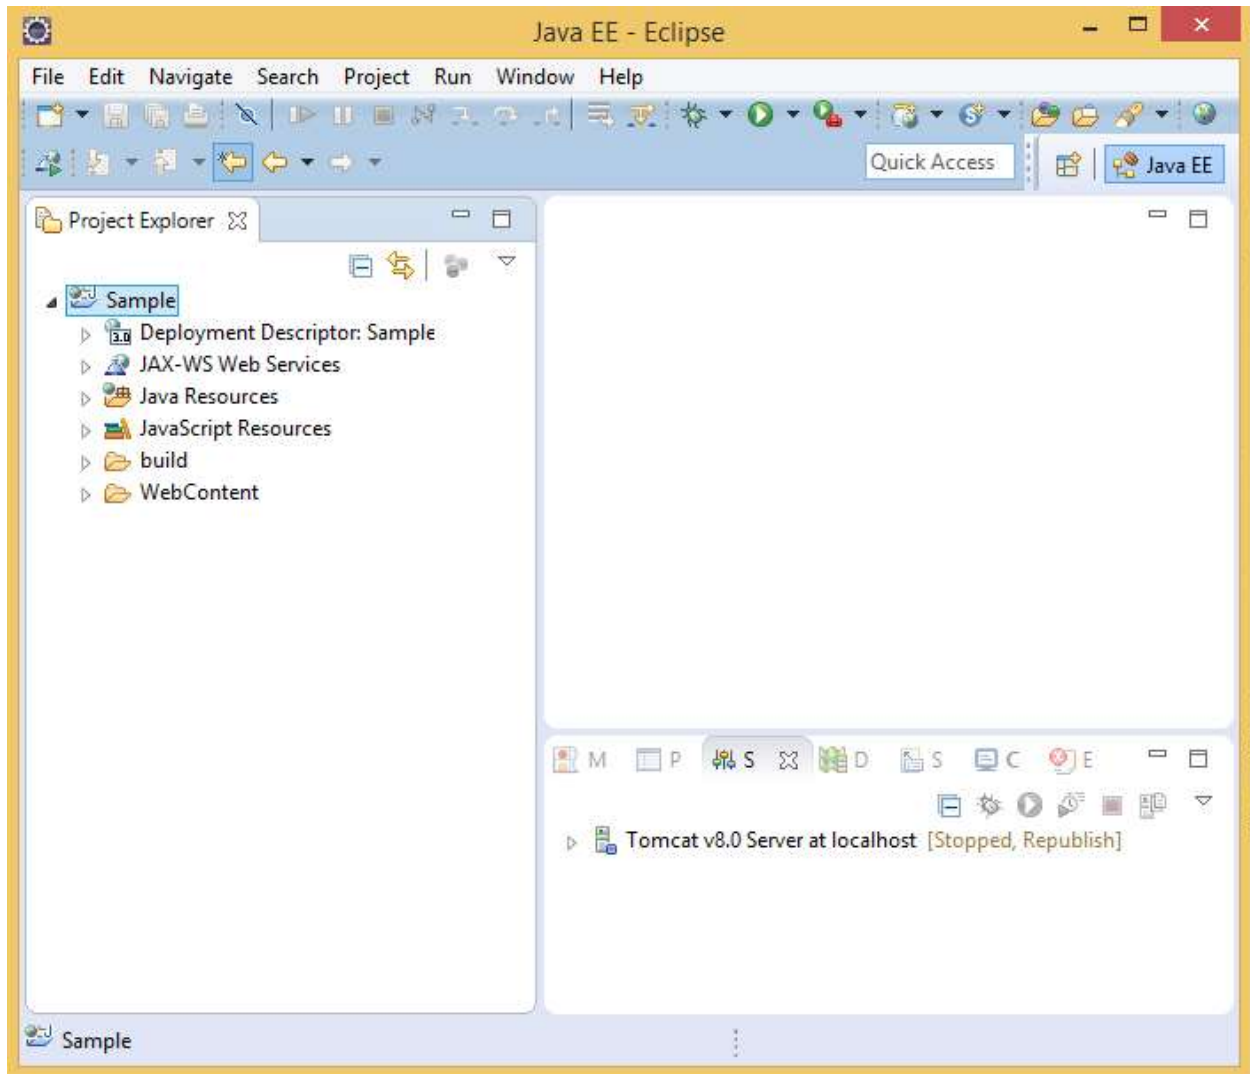 Java EE - Eclipse
File Edit Navigate Search Project Run Window Help
Quick Access
Java EE
Project Explorer
Sample
3.0 Deployment Descriptor: Sample
JAX-WS Web Services
Java Resources
JavaScript Resources
build
WebContent
M P S D S C E
Tomcat v8.0 Server at localhost [Stopped, Republish]
Sample